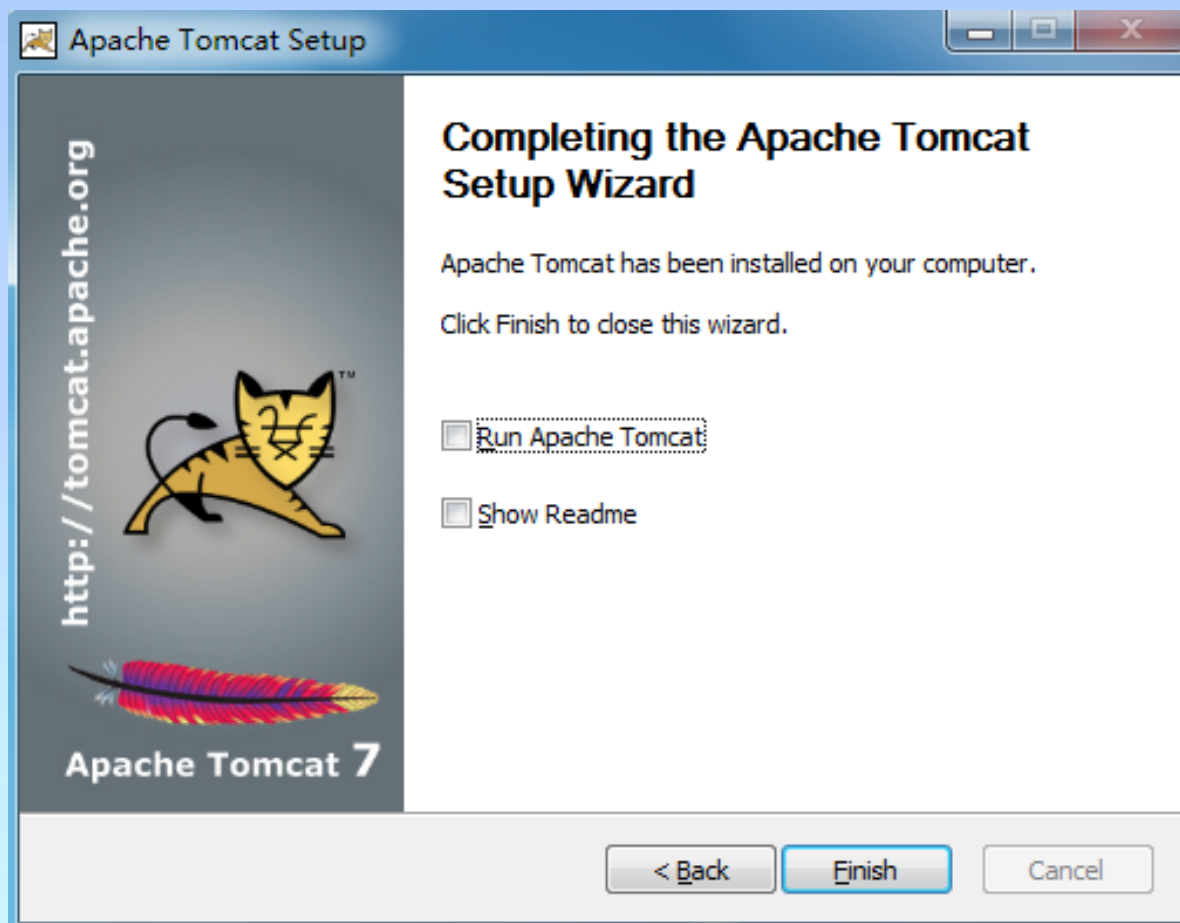 Apache Tomcat Setup
http://tomcat.apache.org
TM
Apache Tomcat 7
Completing the Apache Tomcat
Setup Wizard
Apache Tomcat has been installed on your computer.
Click Finish to close this wizard.
Run Apache Tomcat
Show Readme
< Back
Finish
Cancel